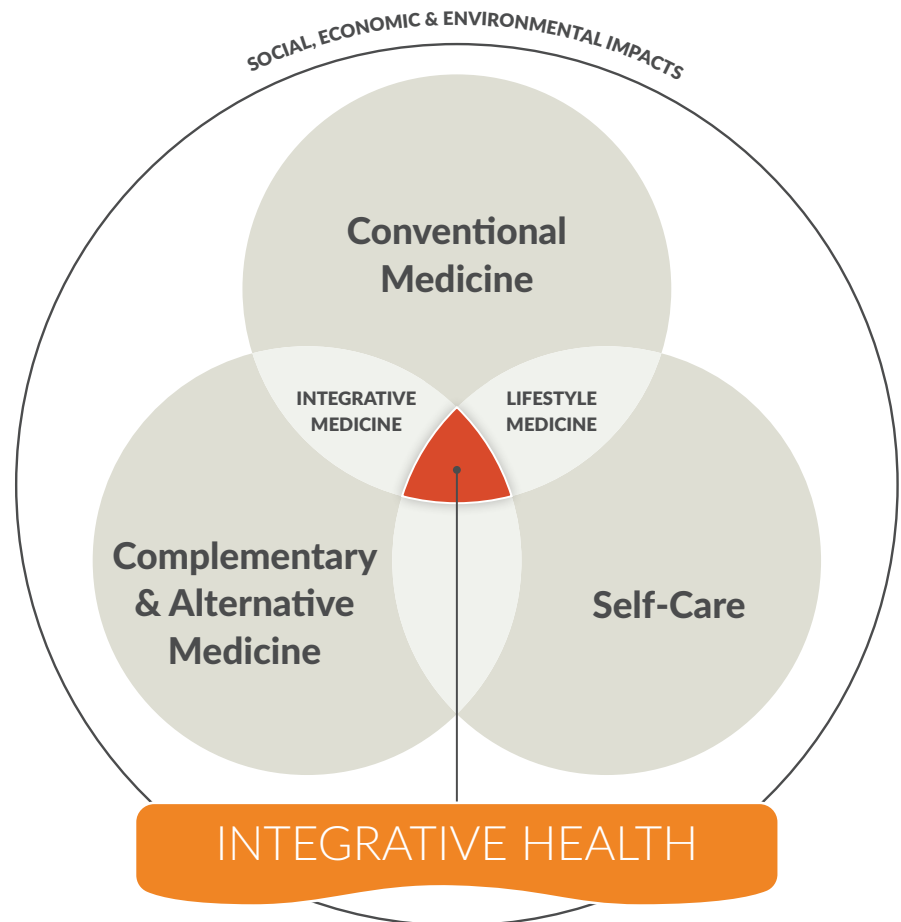 SOCIAL, ECONOMIC & ENVIRONMENTAL IMPACTS
Conventional
Medicine
INTEGRATIVE
MEDICINE
LIFESTYLE
MEDICINE
Complementary
& Alternative
Medicine
Self-Care
INTEGRATIVE HEALTH